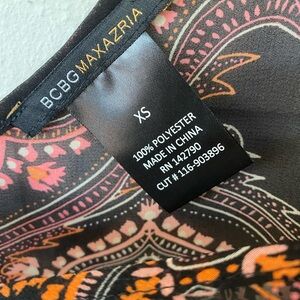 BCBGMAXAZRIA
XS
100% POLYESTER
MADE IN CHINA
RN 142790
CUT # 116-903896